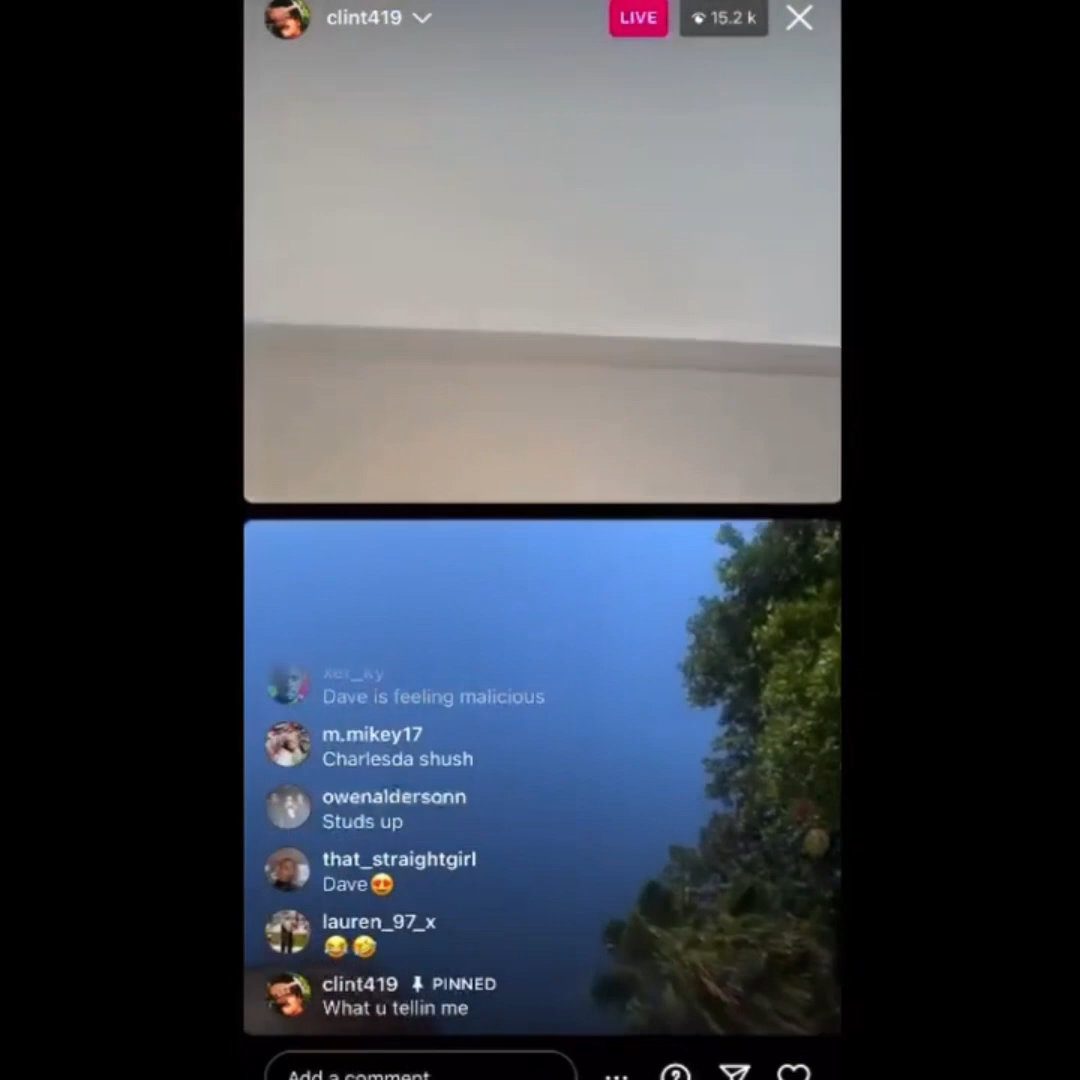 clint419
LIVE
15.2 k
Dave is feeling malicious
m.mikey17
Charlesda shush
owenaldersonn
Studs up
that_straightgirl
Dave😍
lauren_97_x
😂🤣
clint419 PINNED
What u tellin me
Add a comment